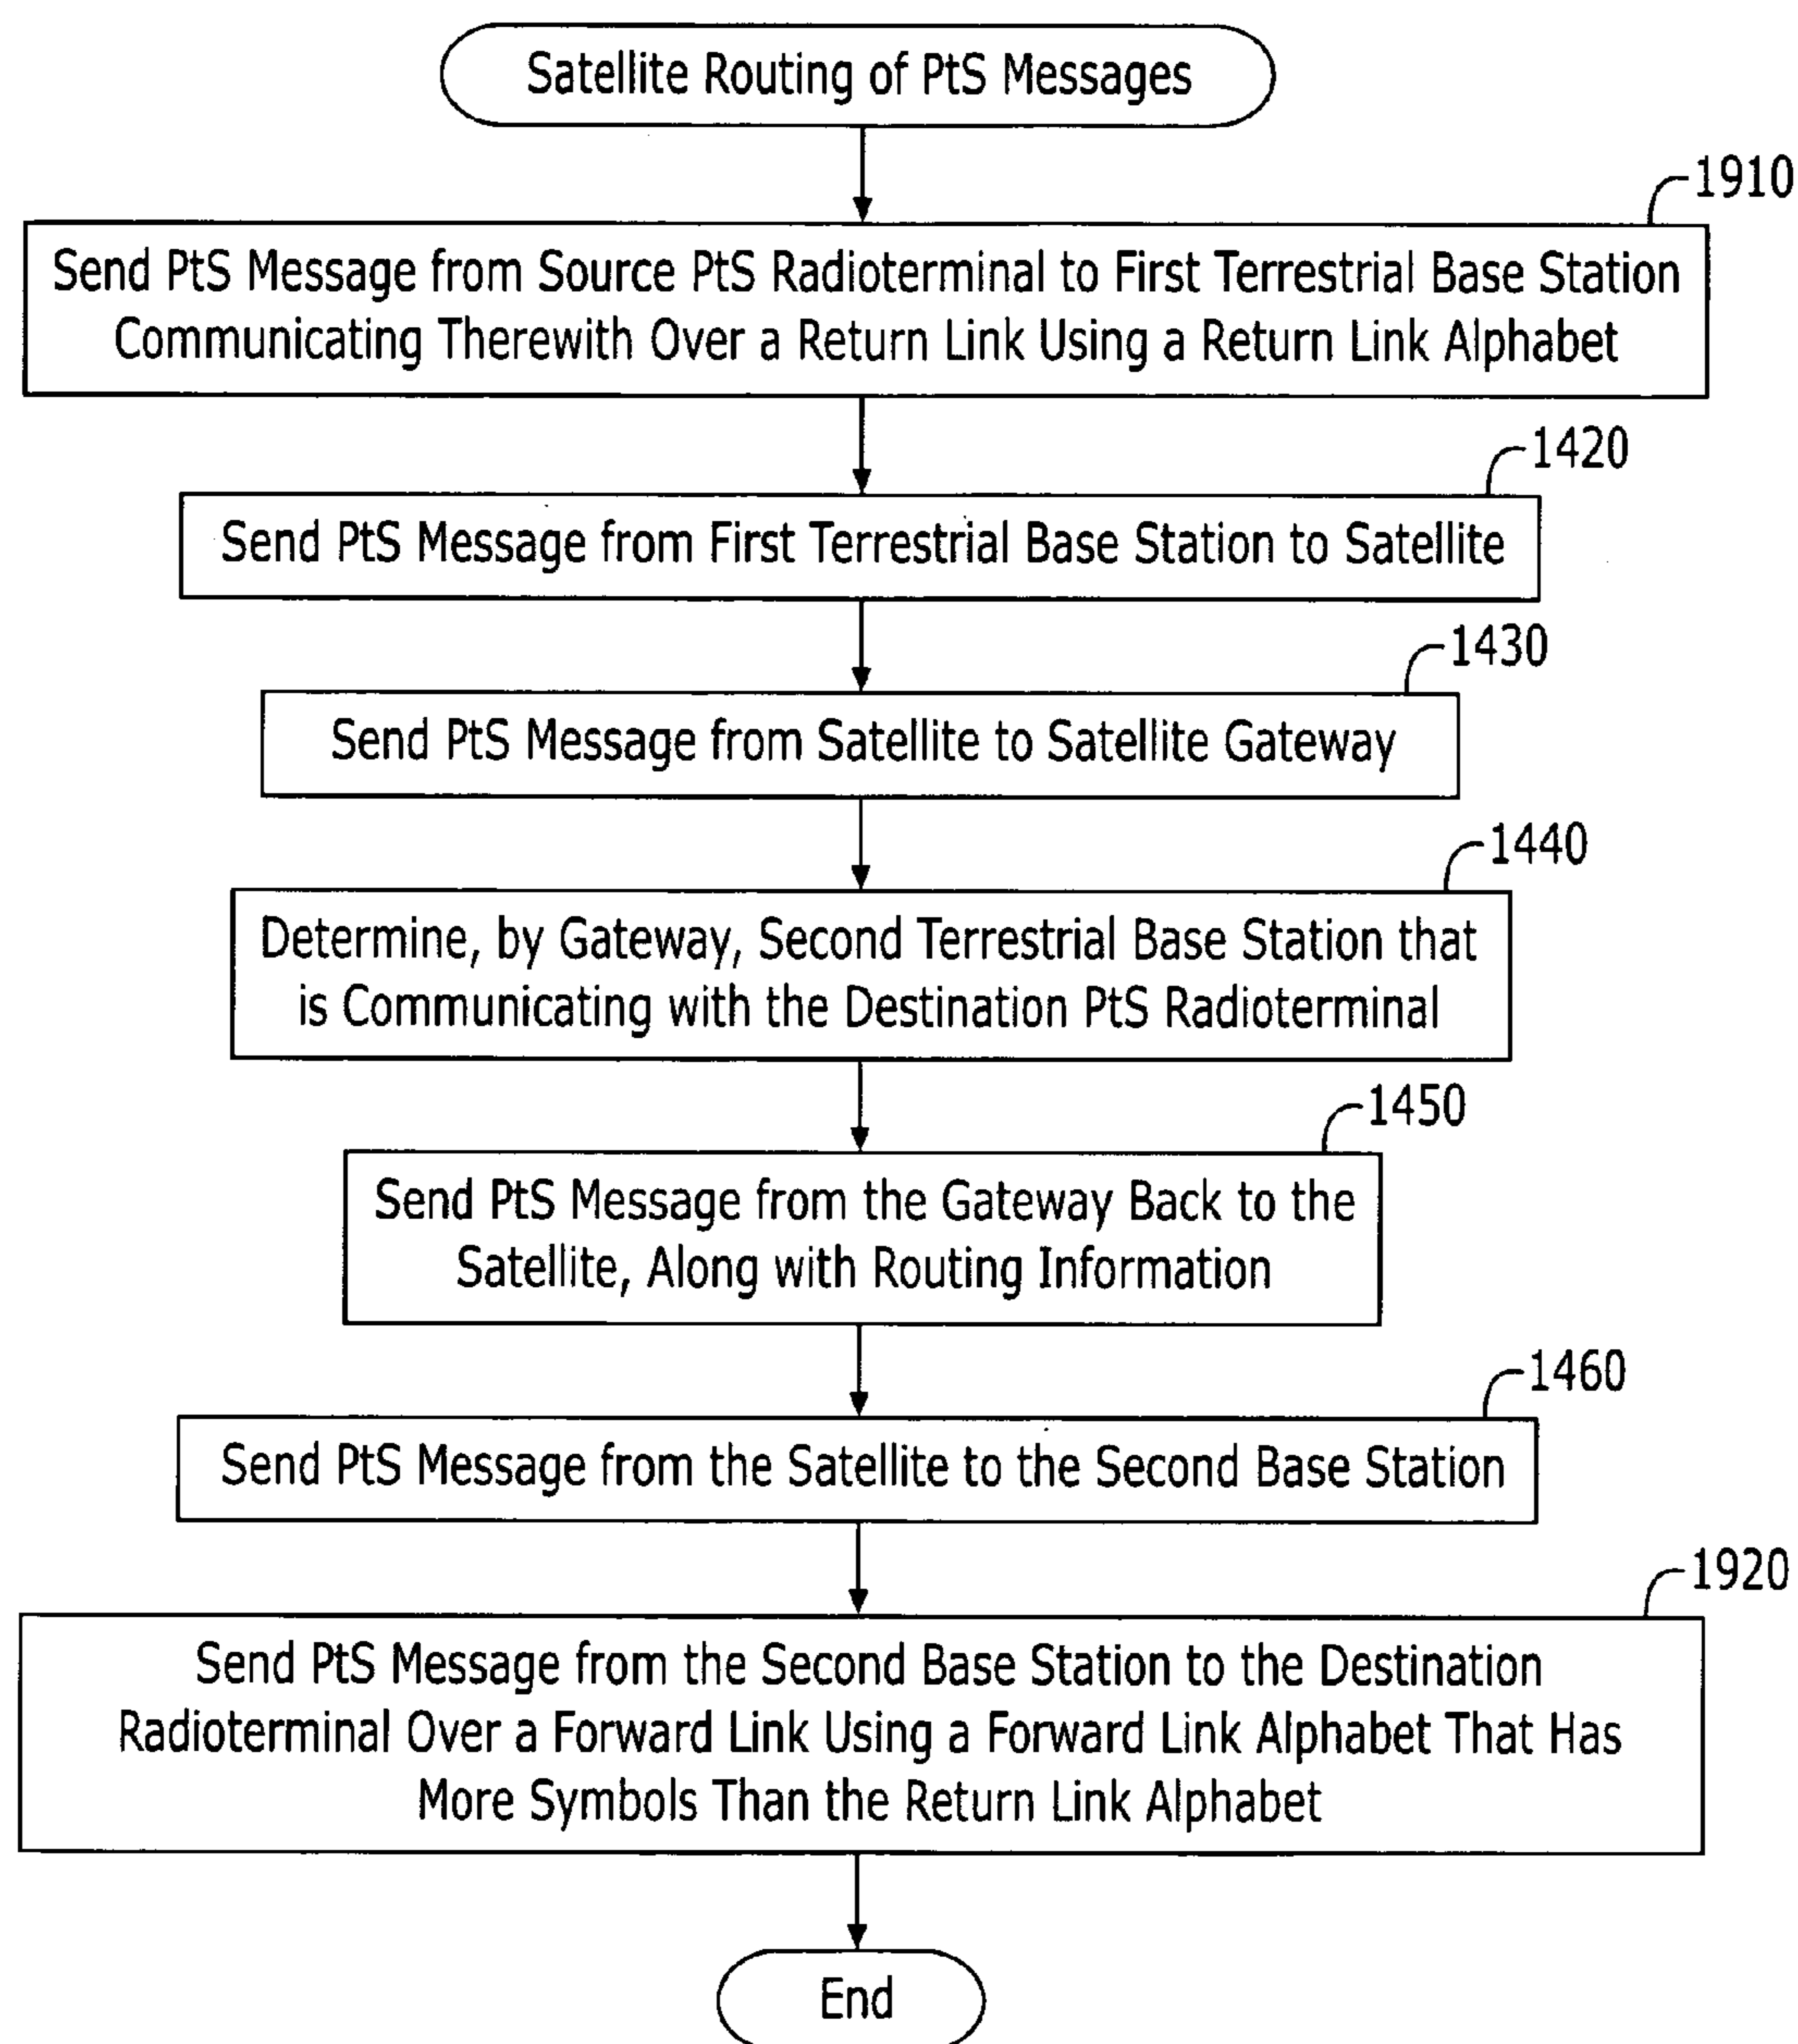 Satellite Routing of PtS Messages
1910
Send PtS Message from Source PtS Radioterminal to First Terrestrial Base Station
Communicating Therewith Over a Return Link Using a Return Link Alphabet
1420
Send PtS Message from First Terrestrial Base Station to Satellite
1430
Send PtS Message from Satellite to Satellite Gateway
1440
Determine, by Gateway, Second Terrestrial Base Station that
is Communicating with the Destination PtS Radioterminal
1450
Send PtS Message from the Gateway Back to the
Satellite, Along with Routing Information
1460
Send PtS Message from the Satellite to the Second Base Station
1920
Send PtS Message from the Second Base Station to the Destination
Radioterminal Over a Forward Link Using a Forward Link Alphabet That Has
More Symbols Than the Return Link Alphabet
End